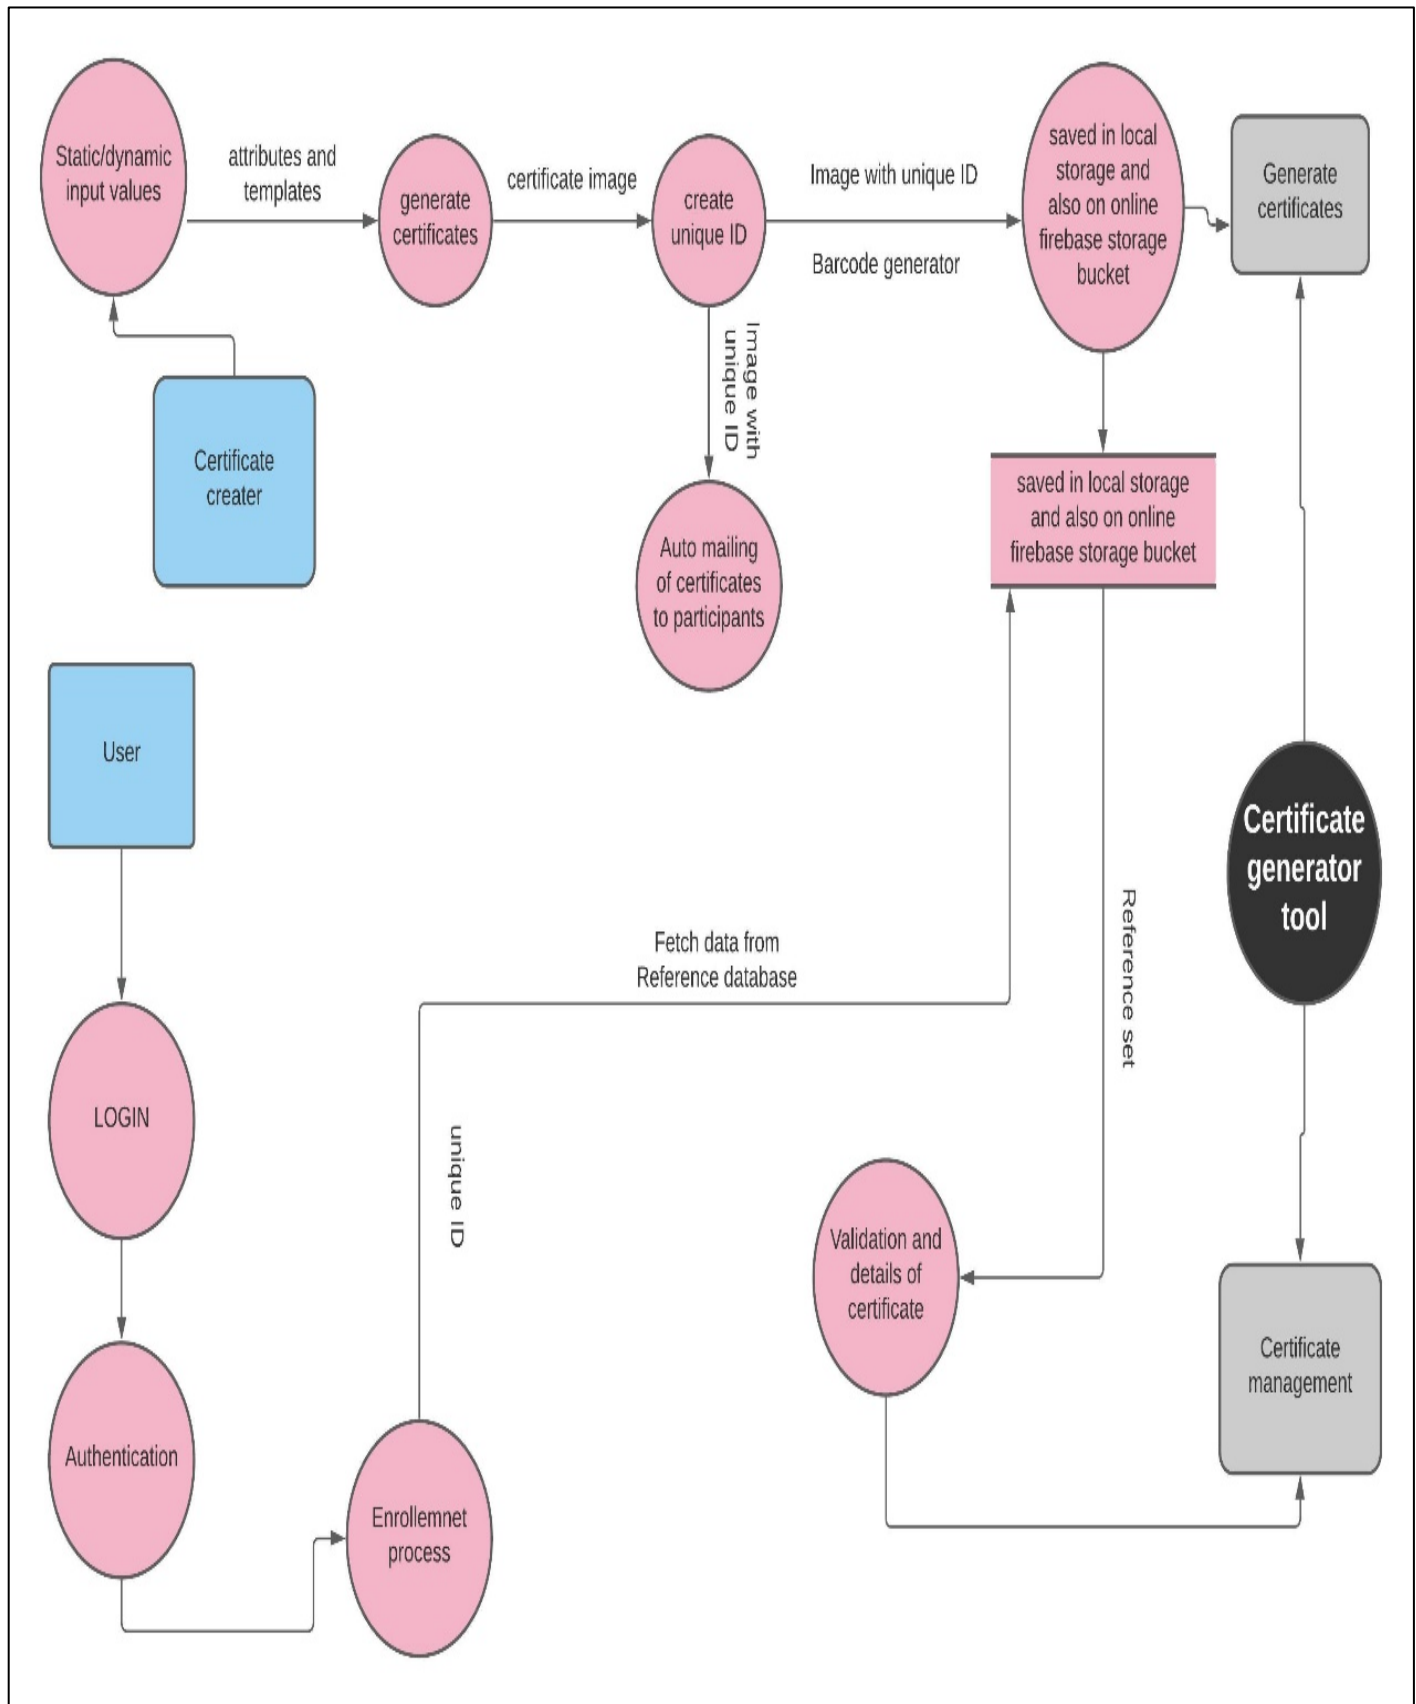 Static/dynamic
input values
attributes and
templates
generate
certificates
certificate image
create
unique ID
Image with unique ID
Barcode generator
saved in local
storage and
also on online
firebase storage
bucket
Generate
certificates
Certificate
creater
Image with
unique ID
Auto mailing
of certificates
to participants
saved in local storage
and also on online
firebase storage bucket
User
Certificate
generator
tool
Fetch data from
Reference database
Reference set
LOGIN
unique ID
Validation and
details of
certificate
Certificate
management
Authentication
Enrollemnet
process